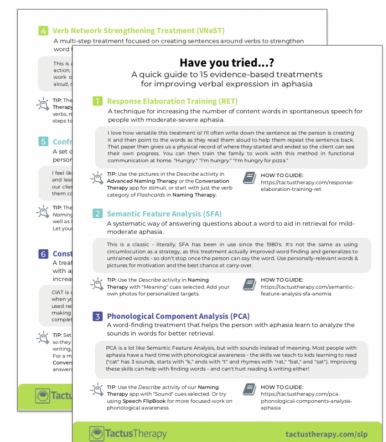 4 Verb Network Strengthening Treatment (VNeST)
A multi-step treatment focused on creating sentences around verbs to strengthen
Have you tried...?
A quick guide to 15 evidence-based treatments
for improving verbal expression in aphasia
1 Response Elaboration Training (RET)
A technique for increasing the number of content words in spontaneous speech for
people with moderate-severe aphasia.
I love how versatile this treatment is! I'll often write down the sentence as the person is creating
it and then point to the words as they read them aloud to help them repeat the sentence back.
That paper then gives us a physical record of where they started and ended so the client can see
their own progress. You can then train the family to work with this method in functional
communication at home. "Hungry." "I'm hungry." "I'm hungry for pizza."
TIP: Use the pictures in the Describe activity in
Advanced Naming Therapy or the Conversation
Therapy app for stimuli, or start with just the verb
category of Flashcards in Naming Therapy.
HOW TO GUIDE:
https://tactustherapy.com/response-
elaboration-training-ret
2 Semantic Feature Analysis (SFA)
A systematic way of answering questions about a word to aid in retrieval for mild-
moderate aphasia.
This is a classic - literally, SFA has been in use since the 1980's. It's not the same as using
circumlocution as a strategy, as this treatment actually improved word finding and generalizes to
untrained words - so don't stop once the person can say the word. Use personally-relevant words &
pictures for motivation and the best chance at carry-over.
TIP: Use the Describe activity in Naming
Therapy with "Meaning" cues selected. Add your
own photos for personalized targets.
HOW TO GUIDE:
https://tactustherapy.com/semantic-
feature-analysis-sfa-anomia
3 Phonological Component Analysis (PCA)
A word-finding treatment that helps the person with aphasia learn to analyze the
sounds in words for better retrieval.
PCA is a lot like Semantic Feature Analysis, but with sounds instead of meaning. Most people with
aphasia have a hard time with phonological awareness - the skills we teach to kids learning to read
("cat" has 3 sounds, starts with "k," ends with "t" and rhymes with "rat," "bat," and "sat"). Improving
these skills can help with finding words - and can't hurt reading & writing either!
TIP: Use the Describe activity of our Naming
Therapy app with "Sound" cues selected. Or try
using Speech FlipBook for more focused work on
phonological awareness.
HOW TO GUIDE:
https://tactustherapy.com/pca-
phonological-components-analysis-
aphasia
TactusTherapy
tactustherapy.com/slp